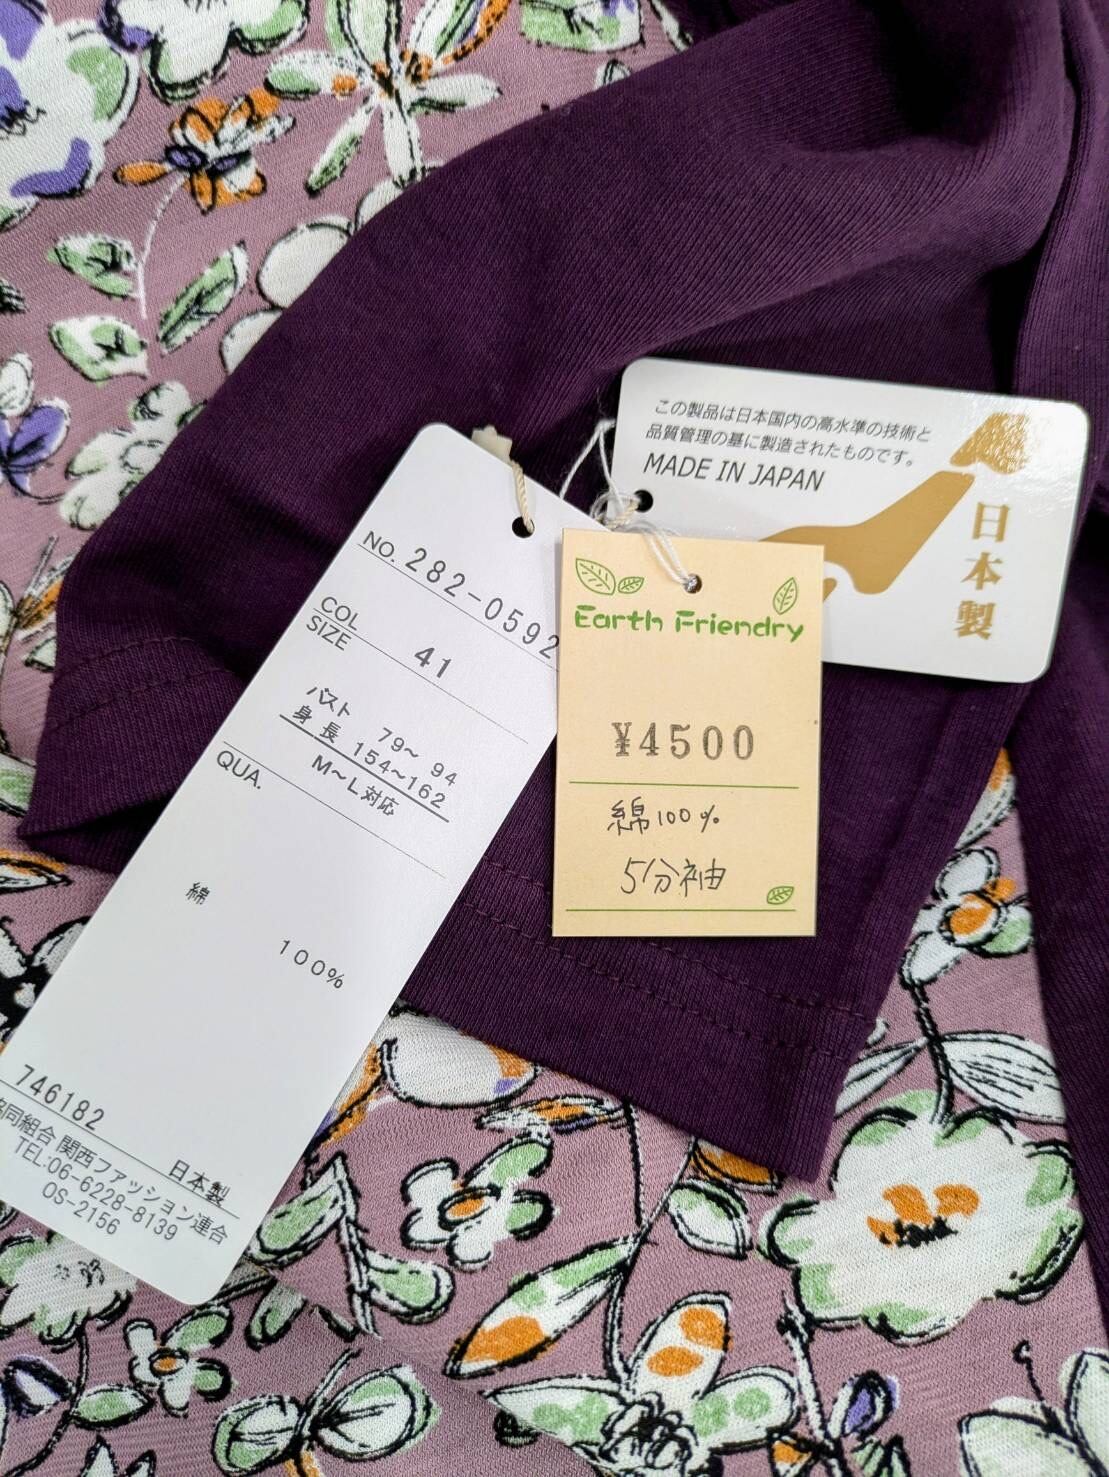 この製品は日本国内の高水準の技術と
品質管理の基に製造されたものです。
MADE IN JAPAN
日本製
NO. 282-0592
COL
SIZE 41
バスト 79～ 94
身長 154～162
M～L対応
QUA.
綿
100%
746182
日本製
同組合 関西ファッション連合
TEL:06-6228-8139
OS-2156
Earth Friendry
¥4500
綿100%
5分袖